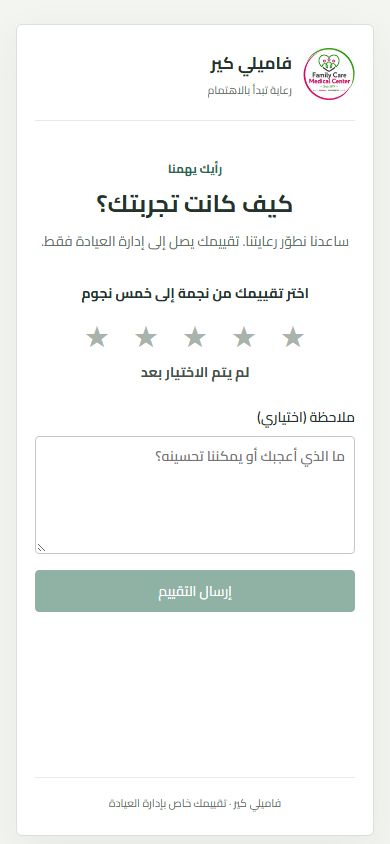 فاميلي كير
رعاية تبدأ بالاهتمام
Family Care
Medical Center
رأيك يهمنا
كيف كانت تجربتك؟
ساعدنا نطوّر رعايتنا. تقييمك يصل إلى إدارة العيادة فقط.
اختر تقييمك من نجمة إلى خمس نجوم
لم يتم الاختيار بعد
ملاحظة (اختياري)
ما الذي أعجبك أو يمكننا تحسينه؟
إرسال التقييم
فاميلي كير · تقييمك خاص بإدارة العيادة